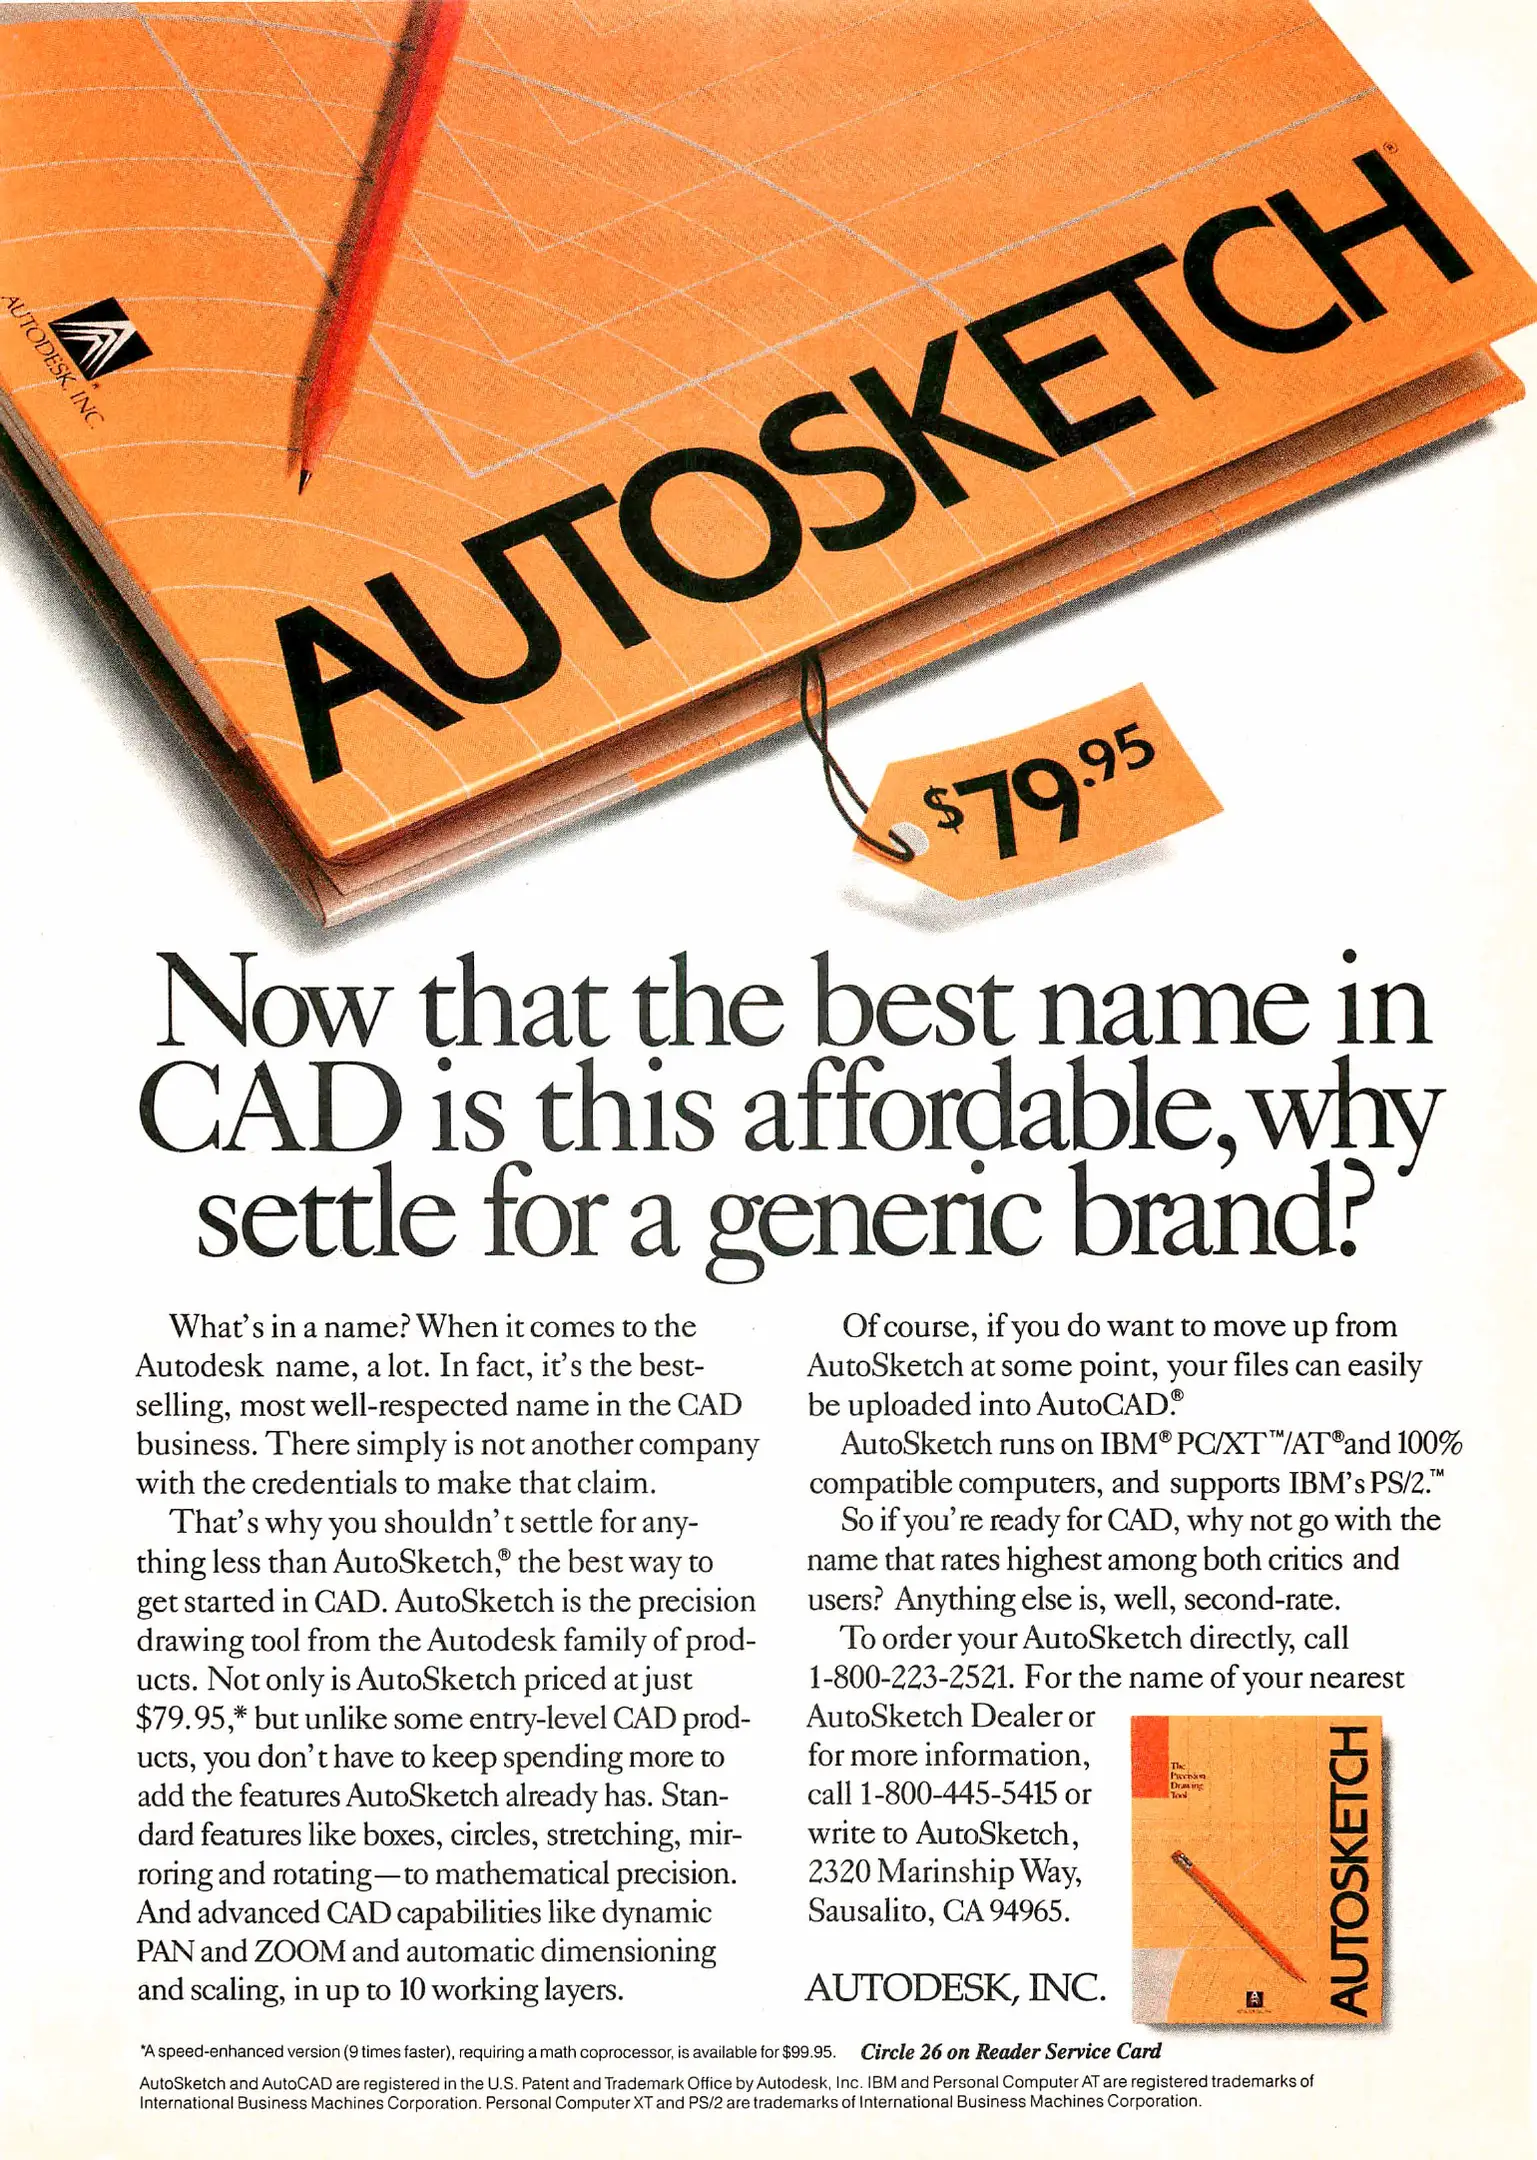 AUTOSKETCH®
AUTODESK, INC.
$79.95
Now that the best name in
CAD is this affordable, why
settle for a generic brand?
What's in a name? When it comes to the
Autodesk name, a lot. In fact, it's the best-
selling, most well-respected name in the CAD
business. There simply is not another company
with the credentials to make that claim.
That's why you shouldn't settle for any-
thing less than AutoSketch,® the best way to
get started in CAD. AutoSketch is the precision
drawing tool from the Autodesk family of prod-
ucts. Not only is AutoSketch priced at just
$79.95,* but unlike some entry-level CAD prod-
ucts, you don't have to keep spending more to
add the features AutoSketch already has. Stan-
dard features like boxes, circles, stretching, mir-
roring and rotating—to mathematical precision.
And advanced CAD capabilities like dynamic
PAN and ZOOM and automatic dimensioning
and scaling, in up to 10 working layers.
Of course, if you do want to move up from
AutoSketch at some point, your files can easily
be uploaded into AutoCAD.®
AutoSketch runs on IBM® PC/XT™/AT® and 100%
compatible computers, and supports IBM's PS/2.™
So if you're ready for CAD, why not go with the
name that rates highest among both critics and
users? Anything else is, well, second-rate.
To order your AutoSketch directly, call
1-800-223-2521. For the name of your nearest
AutoSketch Dealer or
for more information,
call 1-800-445-5415 or
write to AutoSketch,
2320 Marinship Way,
Sausalito, CA 94965.
AUTODESK, INC.
The
Precision
Drawing
Tool
AUTOSKETCH
*A speed-enhanced version (9 times faster), requiring a math coprocessor, is available for $99.95. Circle 26 on Reader Service Card
AutoSketch and AutoCAD are registered in the U.S. Patent and Trademark Office by Autodesk, Inc. IBM and Personal Computer AT are registered trademarks of
International Business Machines Corporation. Personal Computer XT and PS/2 are trademarks of International Business Machines Corporation.